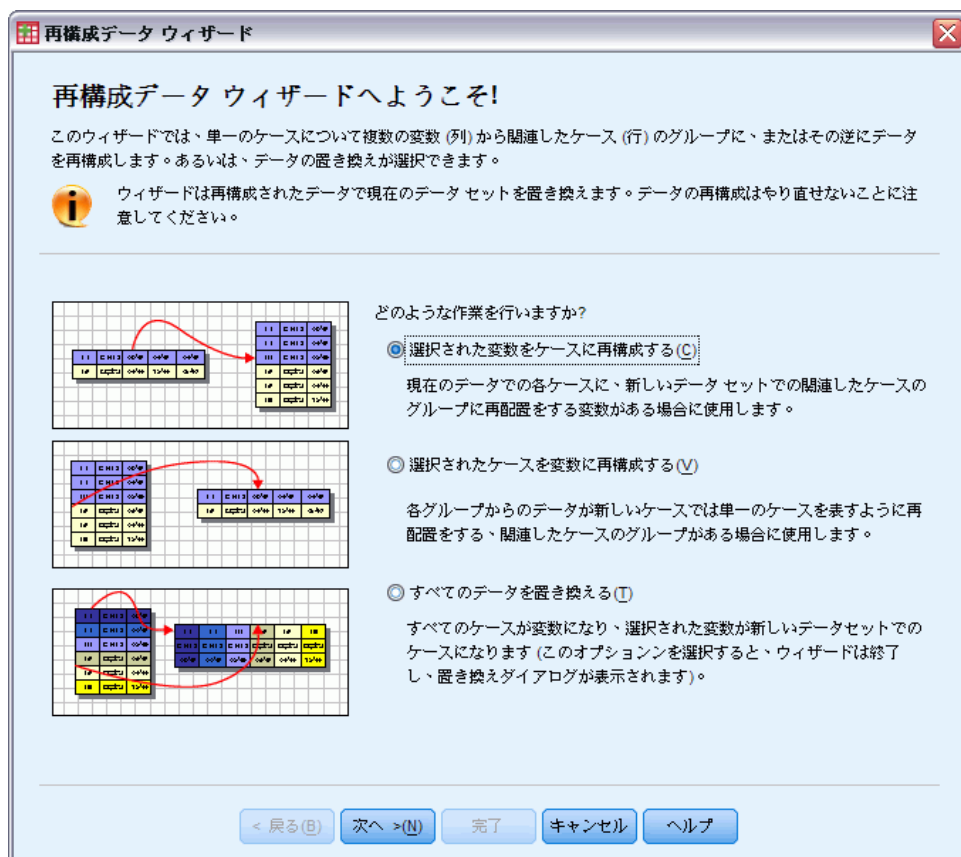 再構成データ ウィザード
再構成データ ウィザードへようこそ!
このウィザードでは、単一のケースについて複数の変数 (列) から関連したケース (行) のグループに、またはその逆にデータ
を再構成します。あるいは、データの置き換えが選択できます。
ウィザードは再構成されたデータで現在のデータ セットを置き換えます。データの再構成はやり直せないことに注
意してください。
どのような作業を行いますか?
選択された変数をケースに再構成する(C)
現在のデータでの各ケースに、新しいデータ セットでの関連したケースの
グループに再配置をする変数がある場合に使用します。
選択されたケースを変数に再構成する(V)
各グループからのデータが新しいケースでは単一のケースを表すように再
配置をする、関連したケースのグループがある場合に使用します。
すべてのデータを置き換える(T)
すべてのケースが変数になり、選択された変数が新しいデータセットでの
ケースになります (このオプションンを選択すると、ウィザードは終了
し、置き換えダイアログが表示されます)。
< 戻る(B) 次へ >(N) 完了 キャンセル ヘルプ